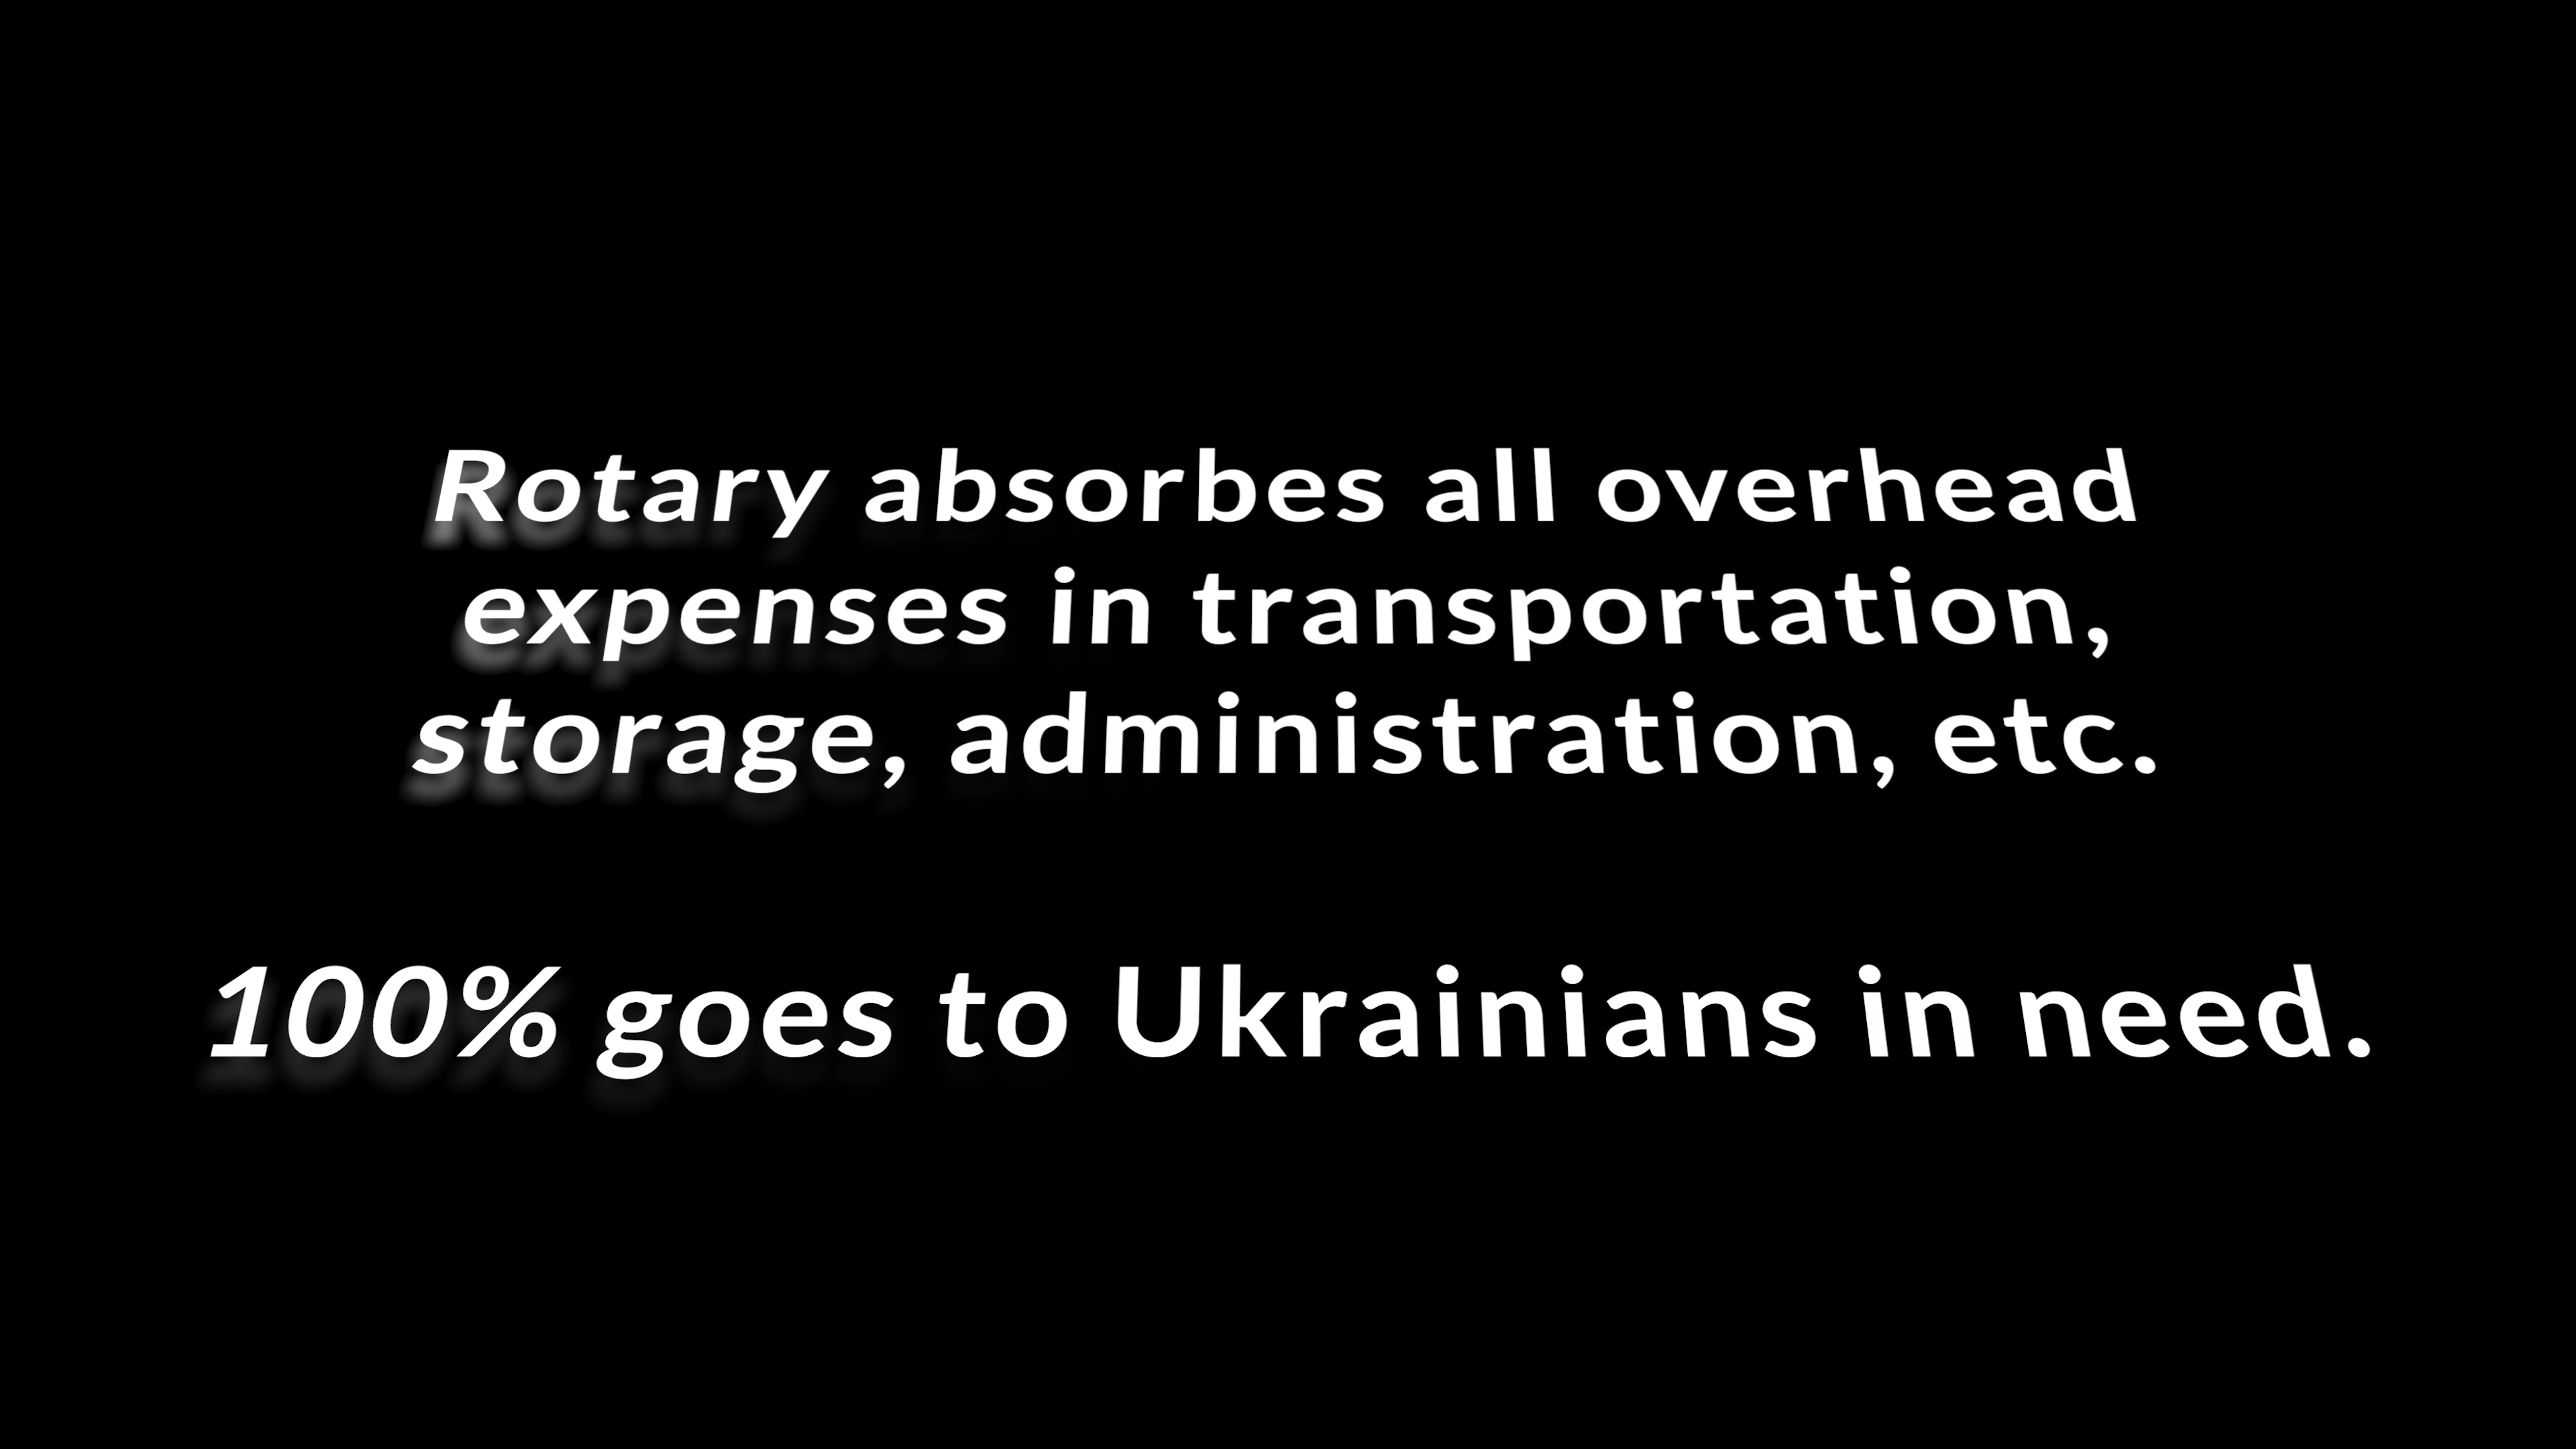 Rotary absorbes all overhead
expenses in transportation,
storage, administration, etc.
100% goes to Ukrainians in need.